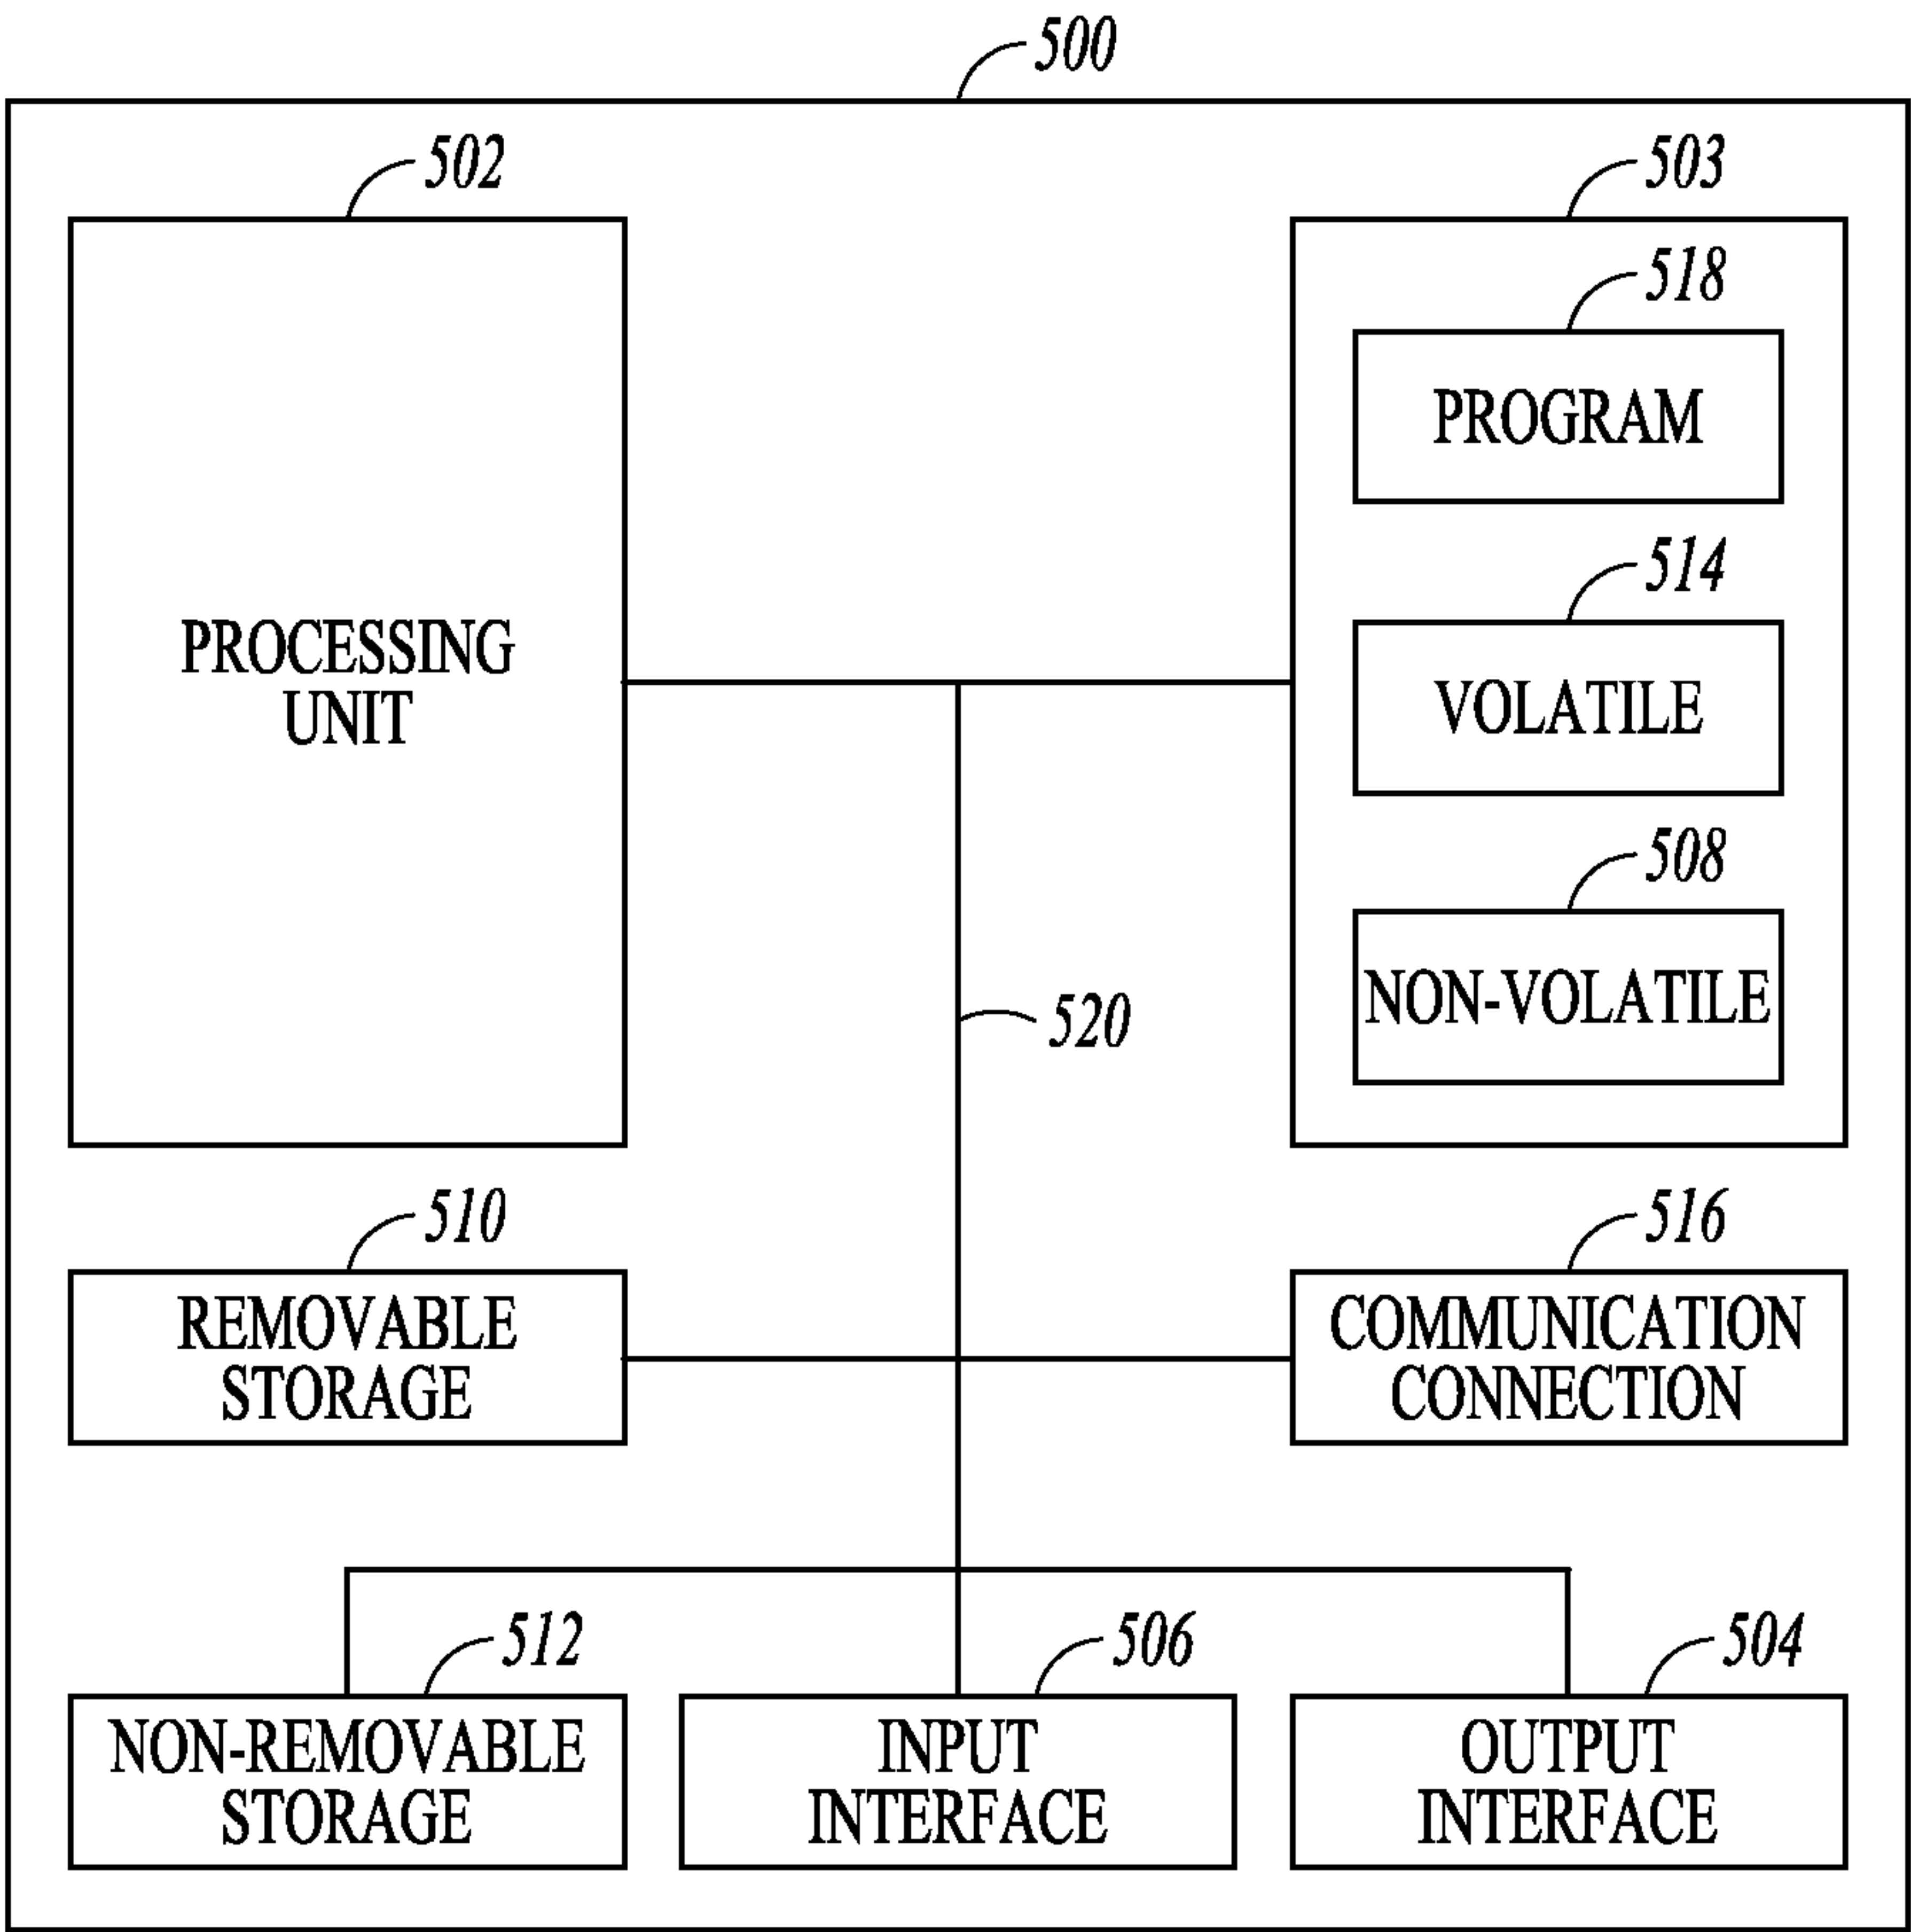 500
502
503
518
PROGRAM
514
PROCESSING
UNIT
VOLATILE
508
NON-VOLATILE
520
510
516
REMOVABLE
STORAGE
COMMUNICATION
CONNECTION
512
506
504
NON-REMOVABLE
STORAGE
INPUT
INTERFACE
OUTPUT
INTERFACE